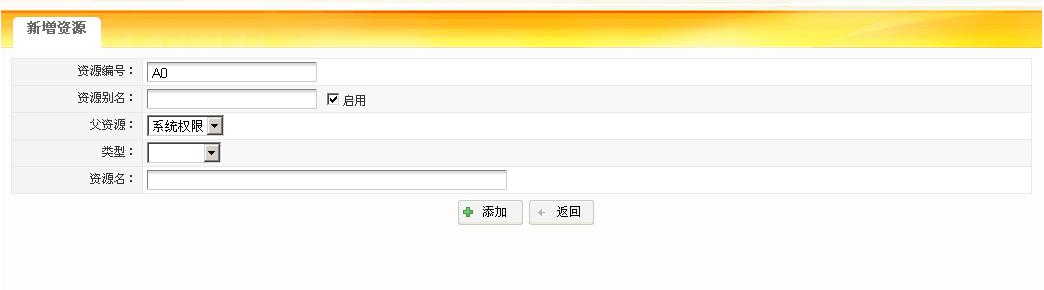 新增资源
资源编号： A0
资源别名： 启用
父资源： 系统权限
类型：
资源名：
添加 返回